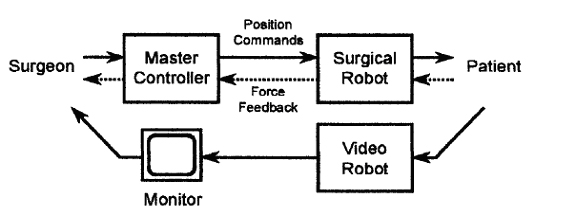 Position
Commands
Surgeon
Master
Controller
Surgical
Robot
Patient
Force
Feedback
Monitor
Video
Robot